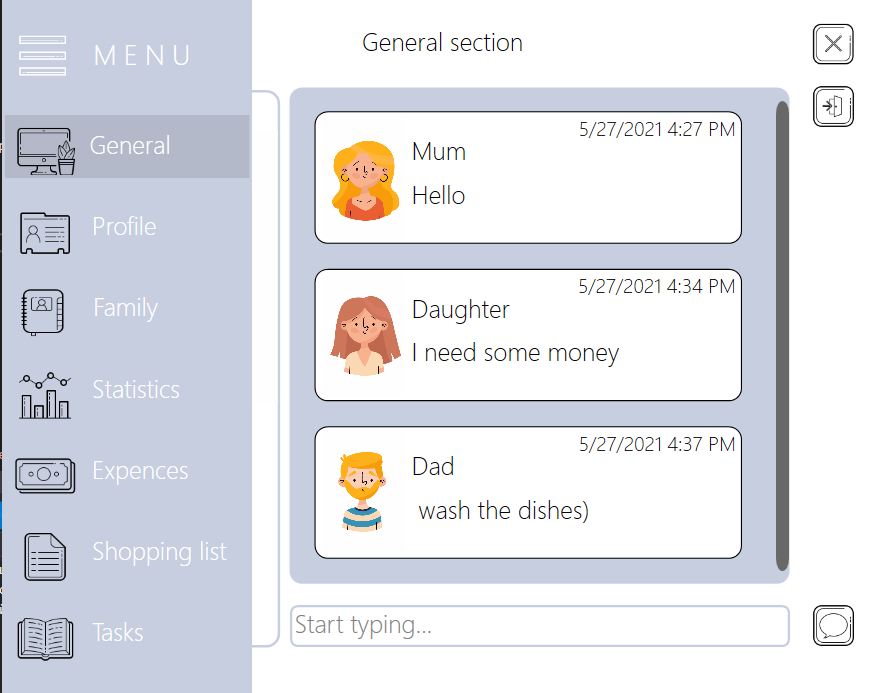 MENU
General
Profile
Family
Statistics
Expences
Shopping list
Tasks
General section
5/27/2021 4:27 PM
Mum
Hello
5/27/2021 4:34 PM
Daughter
I need some money
5/27/2021 4:37 PM
Dad
wash the dishes)
Start typing...